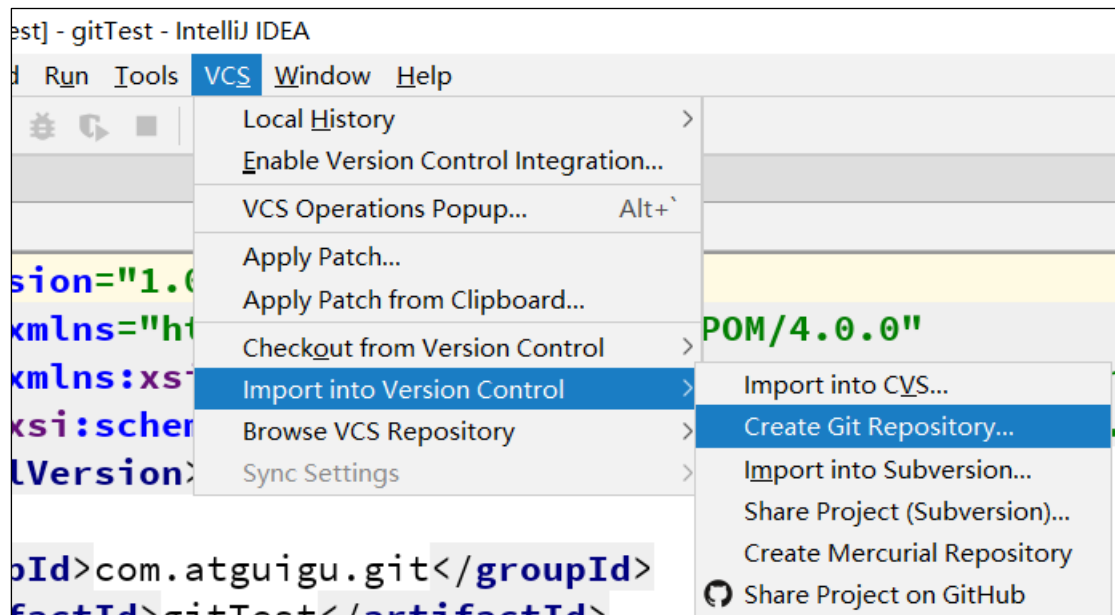 est] - gitTest - IntelliJ IDEA
Run Tools VCS Window Help
Local History
Enable Version Control Integration...
VCS Operations Popup... Alt+`
Apply Patch...
sion="1.0
Apply Patch from Clipboard...
xmlns="ht POM/4.0.0"
Checkout from Version Control
xmlns:xsi
Import into Version Control
Import into CVS...
xsi:schem
Browse VCS Repository
Create Git Repository...
lVersion>
Sync Settings
Import into Subversion...
Share Project (Subversion)...
Create Mercurial Repository
pId>com.atguigu.git</groupId>
Share Project on GitHub
factId>gitTest</artifactId>